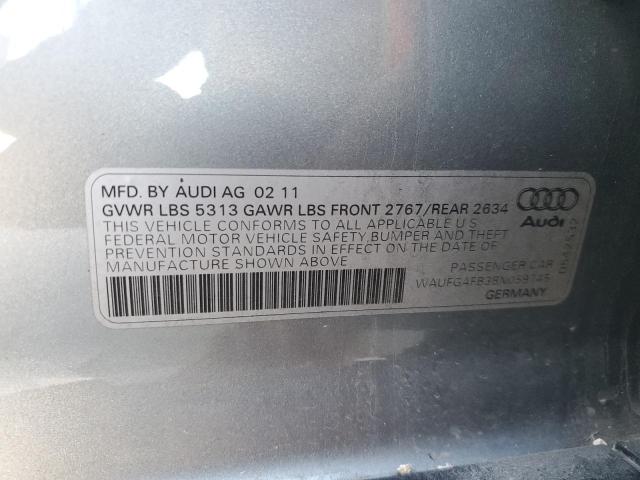 MFD. BY AUDI AG 02 11
GVWR LBS 5313 GAWR LBS FRONT 2767/REAR 2634
THIS VEHICLE CONFORMS TO ALL APPLICABLE U.S.
FEDERAL MOTOR VEHICLE SAFETY, BUMPER AND THEFT
PREVENTION STANDARDS IN EFFECT ON THE DATE OF
MANUFACTURE SHOWN ABOVE
PASSENGER CAR
WAUFGAFB3BN059745
GERMANY
Audi